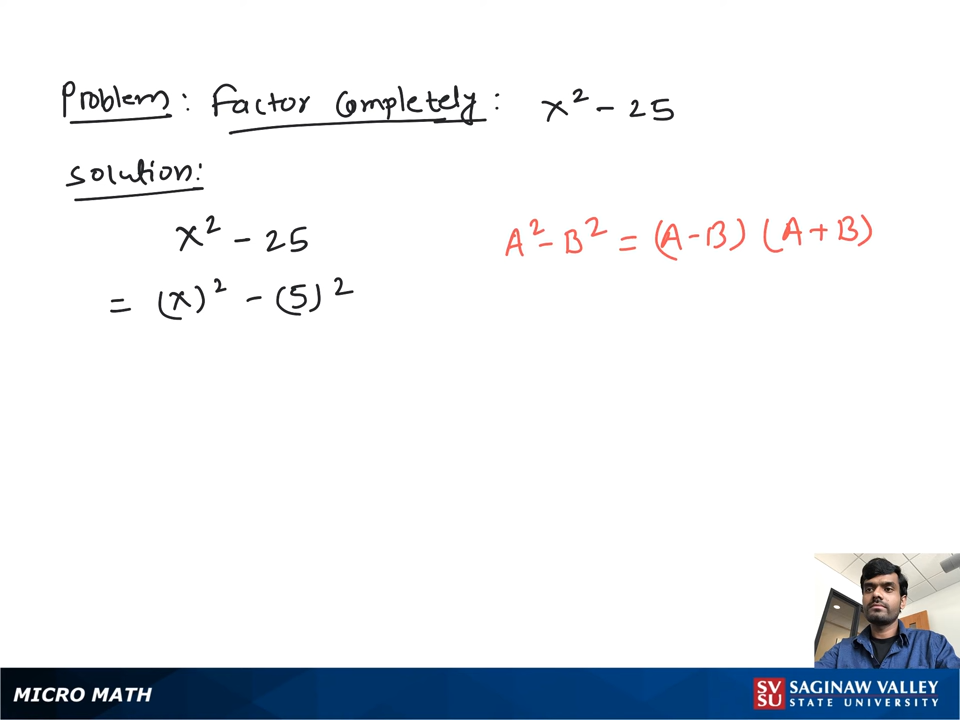 Problem: Factor Completely: x² - 25
Solution:
x² - 25
A² - B² = (A - B) (A + B)
= (x)² - (5)²
MICRO MATH
SV SU SAGINAW VALLEY
STATE UNIVERSITY